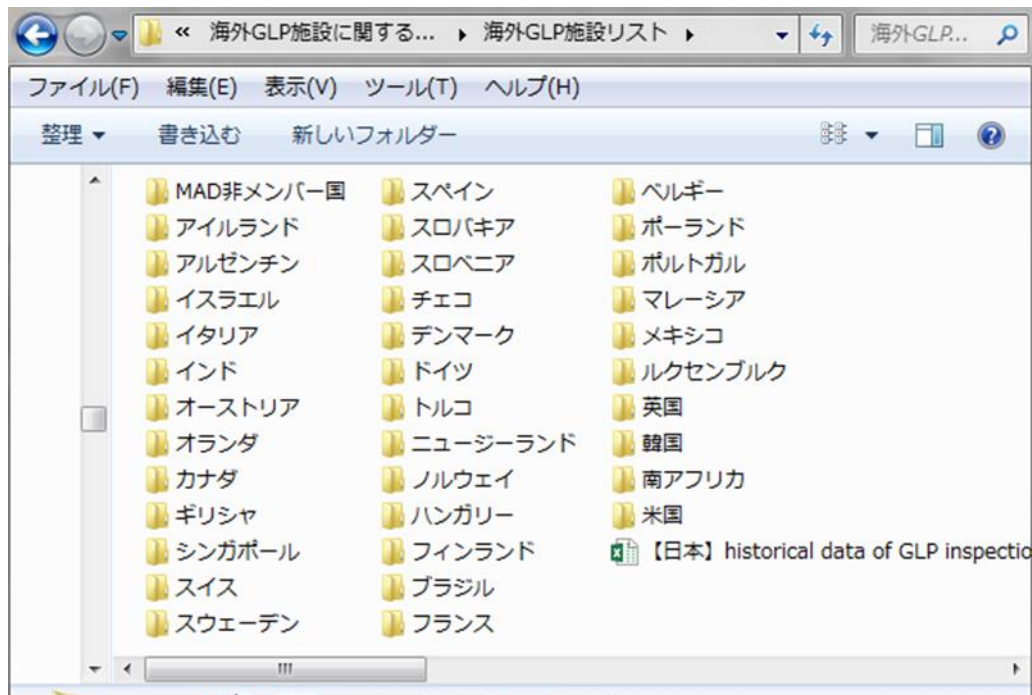 « 海外GLP施設に関する... ▸ 海外GLP施設リスト ▸ 海外GLP...
ファイル(F) 編集(E) 表示(V) ツール(T) ヘルプ(H)
整理 書き込む 新しいフォルダー
MAD非メンバー国
アイルランド
アルゼンチン
イスラエル
イタリア
インド
オーストリア
オランダ
カナダ
ギリシャ
シンガポール
スイス
スウェーデン
スペイン
スロバキア
スロベニア
チェコ
デンマーク
ドイツ
トルコ
ニュージーランド
ノルウェイ
ハンガリー
フィンランド
ブラジル
フランス
ベルギー
ポーランド
ポルトガル
マレーシア
メキシコ
ルクセンブルク
英国
韓国
南アフリカ
米国
【日本】historical data of GLP inspectio